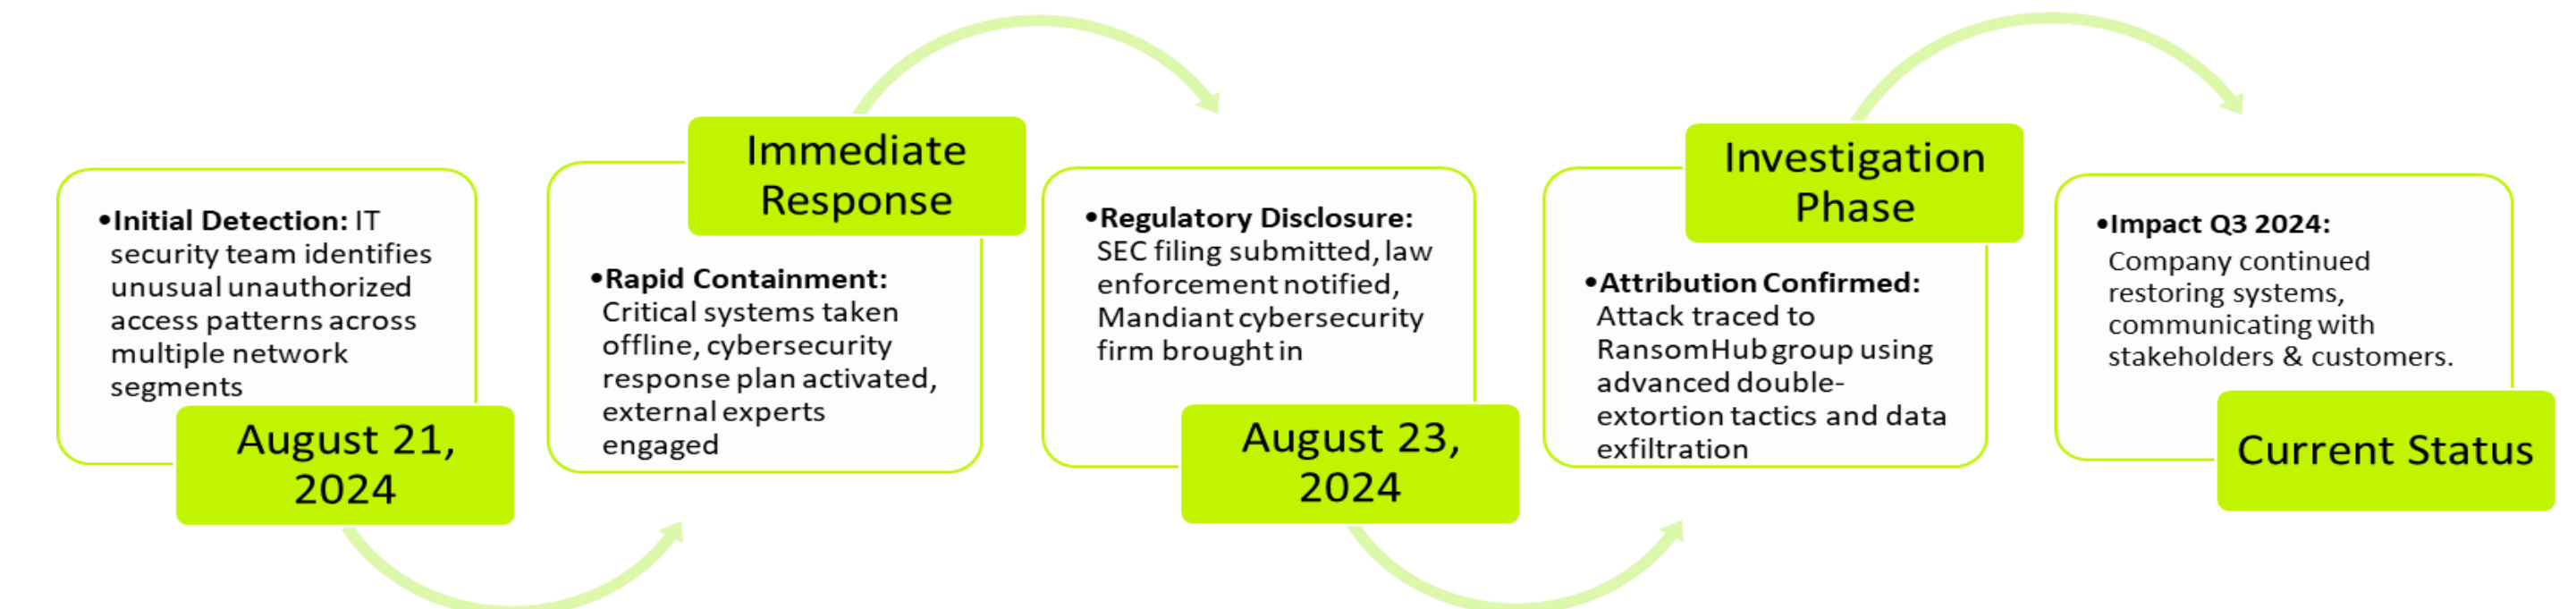 •Initial Detection: IT
security team identifies
unusual unauthorized
access patterns across
multiple network
segments
August 21,
2024
Immediate
Response
•Rapid Containment:
Critical systems taken
offline, cybersecurity
response plan activated,
external experts
engaged
•Regulatory Disclosure:
SEC filing submitted, law
enforcement notified,
Mandiant cybersecurity
firm brought in
August 23,
2024
Investigation
Phase
•Attribution Confirmed:
Attack traced to
RansomHub group using
advanced double-
extortion tactics and data
exfiltration
•Impact Q3 2024:
Company continued
restoring systems,
communicating with
stakeholders & customers.
Current Status